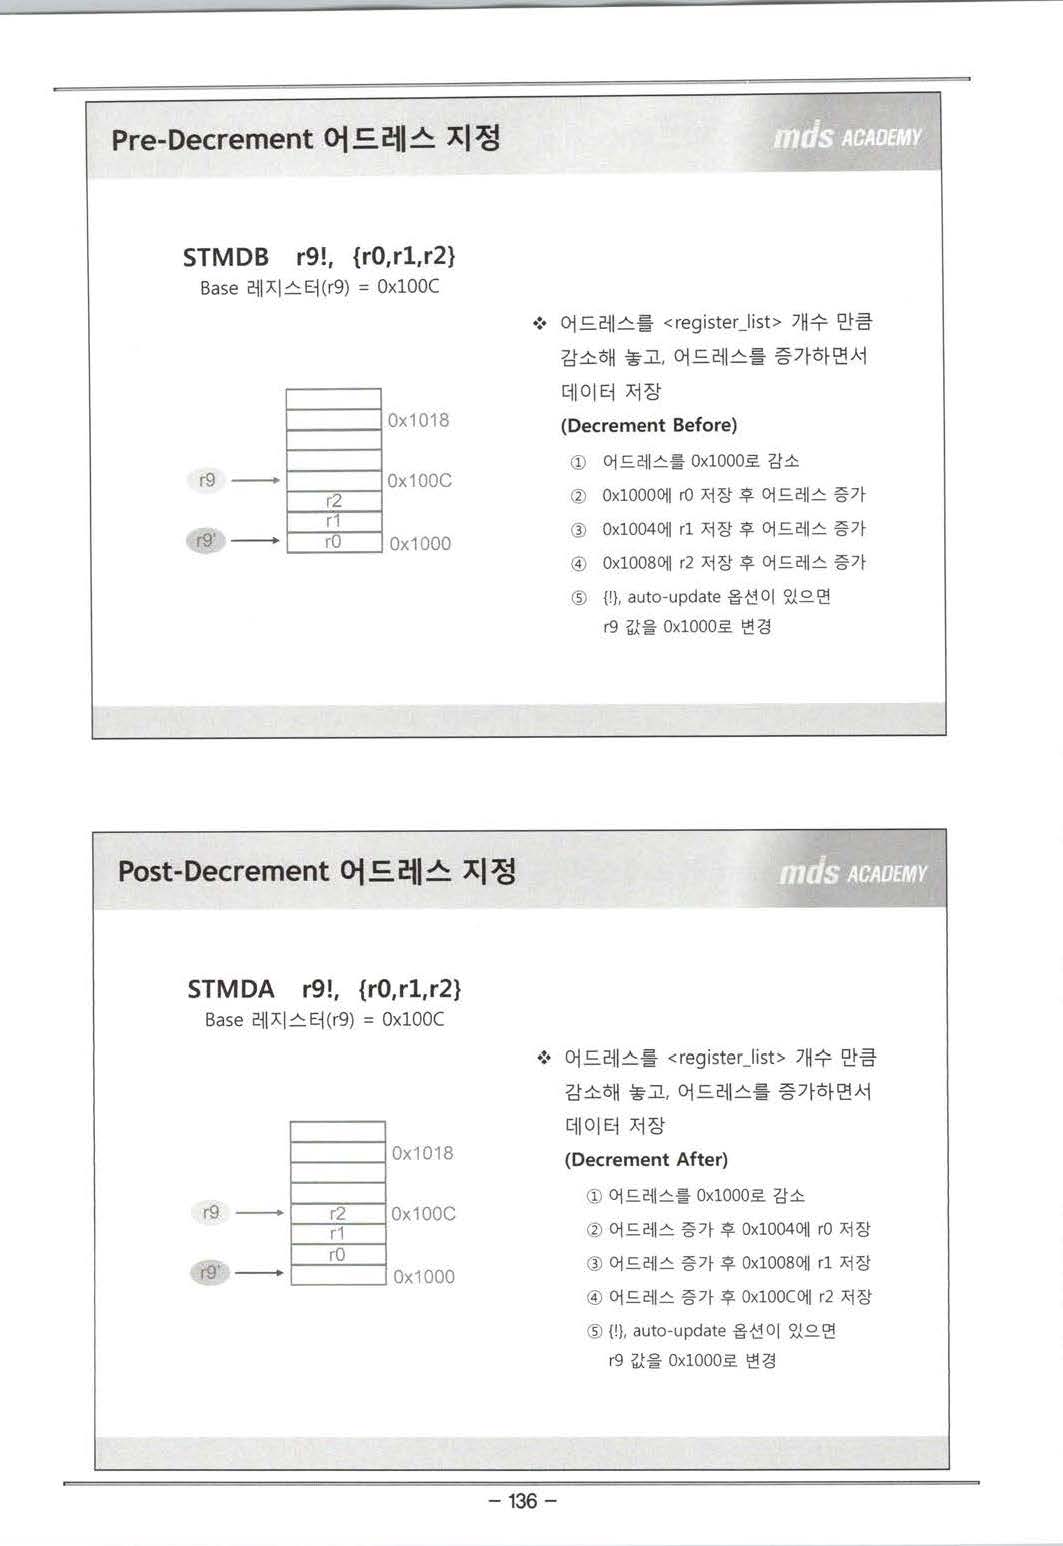 Pre-Decrement 어드레스 지정
mds ACADEMY
STMDB r9!, {r0,r1,r2}
Base 레지스터(r9) = 0x100C
❖ 어드레스를 <register_list> 개수 만큼
감소해 놓고, 어드레스를 증가하면서
데이터 저장
(Decrement Before)
① 어드레스를 0x1000로 감소
② 0x1000에 r0 저장 후 어드레스 증가
③ 0x1004에 r1 저장 후 어드레스 증가
④ 0x1008에 r2 저장 후 어드레스 증가
⑤ {!}, auto-update 옵션이 있으면
r9 값을 0x1000로 변경
0x1018
r9
0x100C
r2
r1
r9'
r0
0x1000
Post-Decrement 어드레스 지정
mds ACADEMY
STMDA r9!, {r0,r1,r2}
Base 레지스터(r9) = 0x100C
❖ 어드레스를 <register_list> 개수 만큼
감소해 놓고, 어드레스를 증가하면서
데이터 저장
(Decrement After)
① 어드레스를 0x1000로 감소
② 어드레스 증가 후 0x1004에 r0 저장
③ 어드레스 증가 후 0x1008에 r1 저장
④ 어드레스 증가 후 0x100C에 r2 저장
⑤ {!}, auto-update 옵션이 있으면
r9 값을 0x1000로 변경
0x1018
r9
r2
0x100C
r1
r0
r9'
0x1000
– 136 –